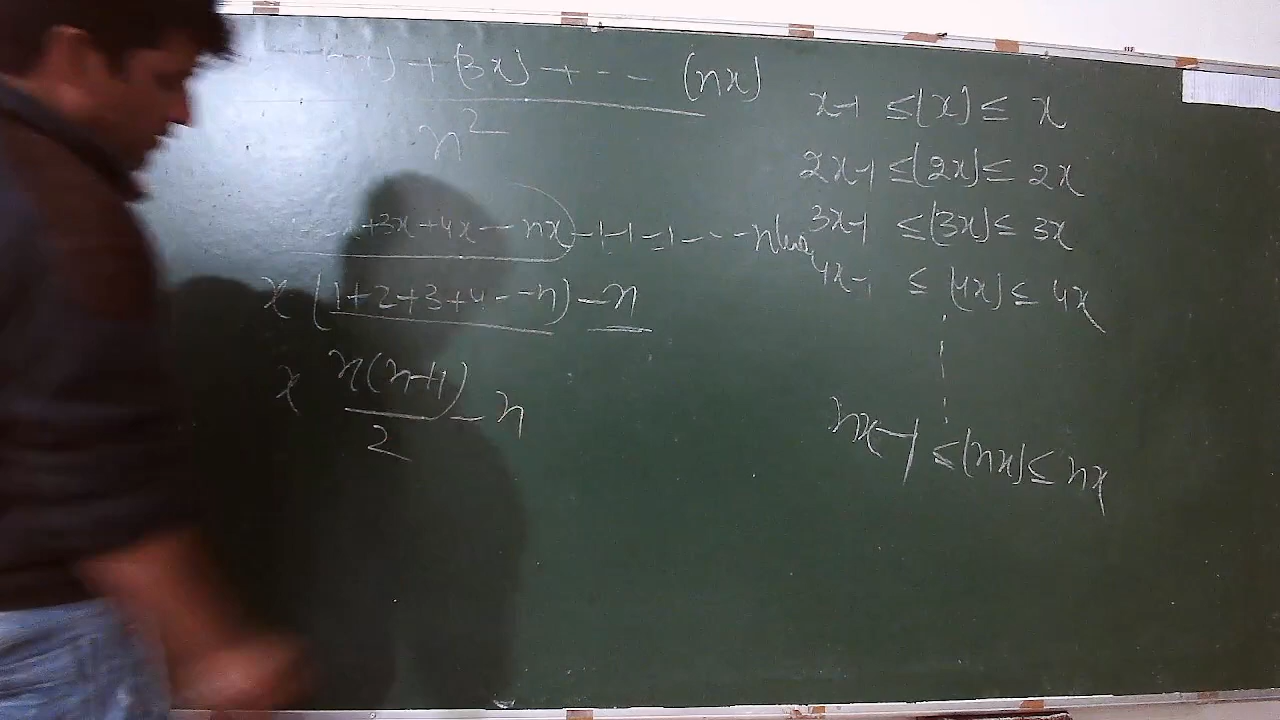 x) + [3x] + - - - [nx]
n²
x+3x+4x - - nx) -1-1-1-1 - - - n
x (1+2+3+4 - - n) - n
x n(n+1)
2
- n
x-1 ≤ [x] ≤ x
2x-1 ≤ [2x] ≤ 2x
3x-1 ≤ [3x] ≤ 3x
4x-1 ≤ [4x] ≤ 4x
nx-1 ≤ [nx] ≤ nx